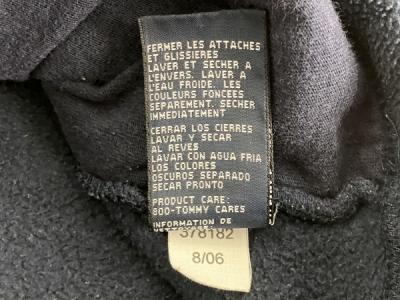 FERMER LES ATTACHES
ET GLISSIERES
LAVER ET SECHER A
L'ENVERS. LAVER A
L'EAU FROIDE. LES
COULEURS FONCEES
SEPAREMENT. SECHER
IMMEDIATEMENT
CERRAR LOS CIERRES
LAVAR Y SECAR
AL REVES
LAVAR CON AGUA FRIA
LOS COLORES
OSCUROS SEPARADO
SECAR PRONTO
PRODUCT CARE:
800-TOMMY CARES
INFORMATION DE
378182
8/06